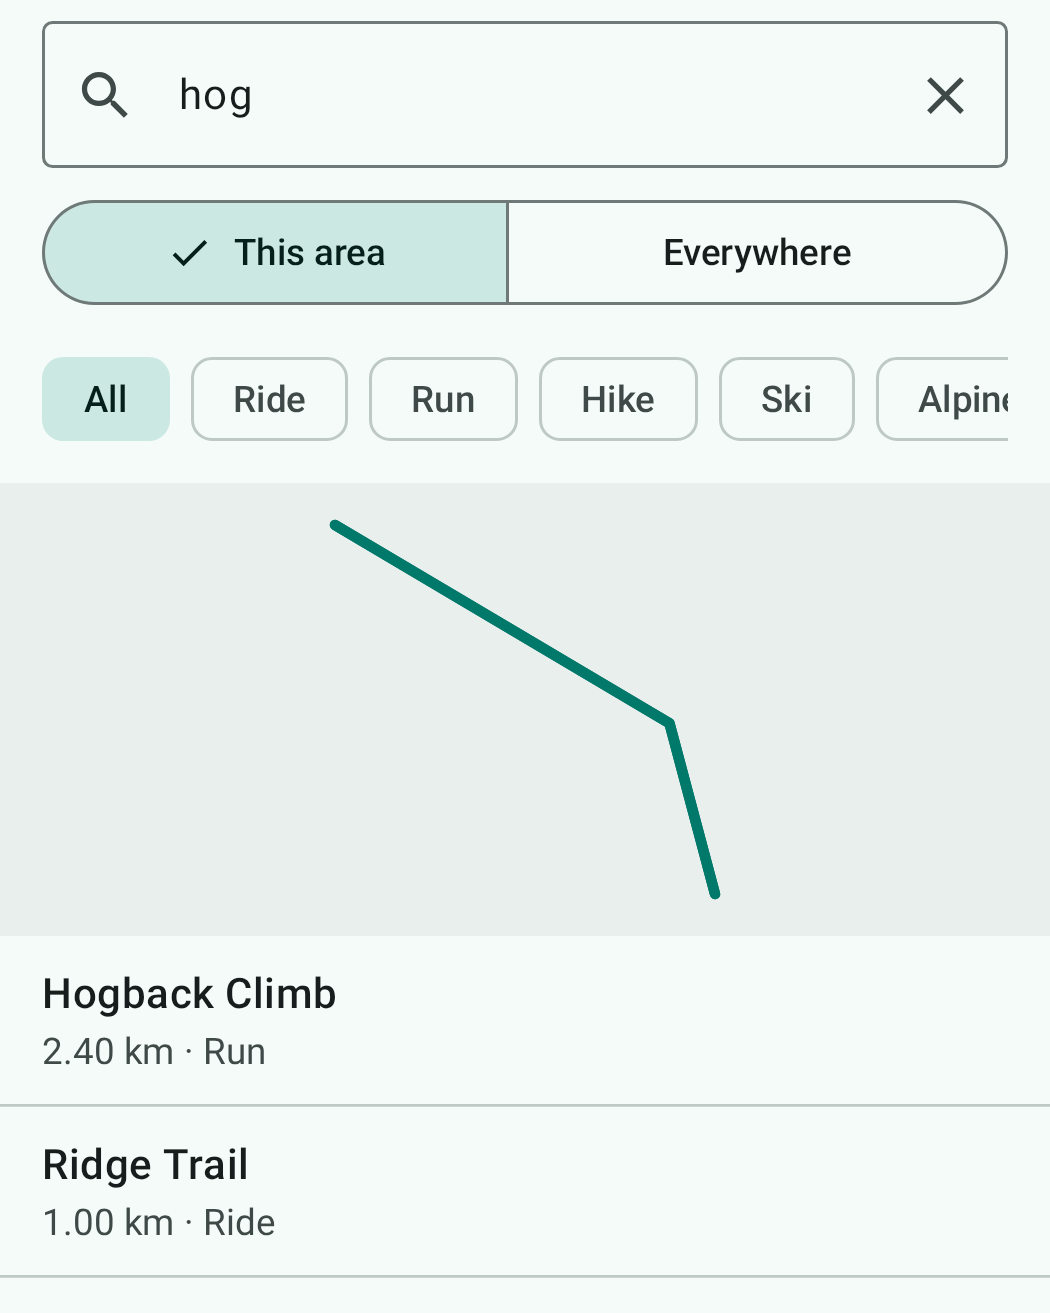 hog
This area
Everywhere
All
Ride
Run
Hike
Ski
Alpine
Hogback Climb
2.40 km · Run
Ridge Trail
1.00 km · Ride